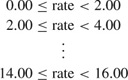 0.00 ≤ rate < 2.00
2.00 ≤ rate < 4.00
⋮
14.00 ≤ rate < 16.00